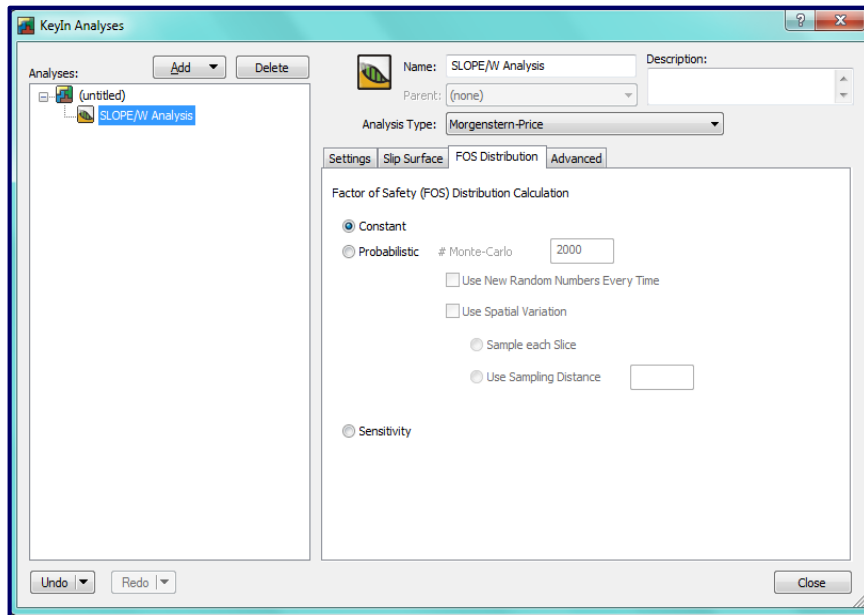 KeyIn Analyses
Analyses:
Add
Delete
(untitled)
SLOPE/W Analysis
Name: SLOPE/W Analysis
Description:
Parent: (none)
Analysis Type: Morgenstern-Price
Settings Slip Surface FOS Distribution Advanced
Factor of Safety (FOS) Distribution Calculation
Constant
Probabilistic # Monte-Carlo 2000
Use New Random Numbers Every Time
Use Spatial Variation
Sample each Slice
Use Sampling Distance
Sensitivity
Undo Redo Close